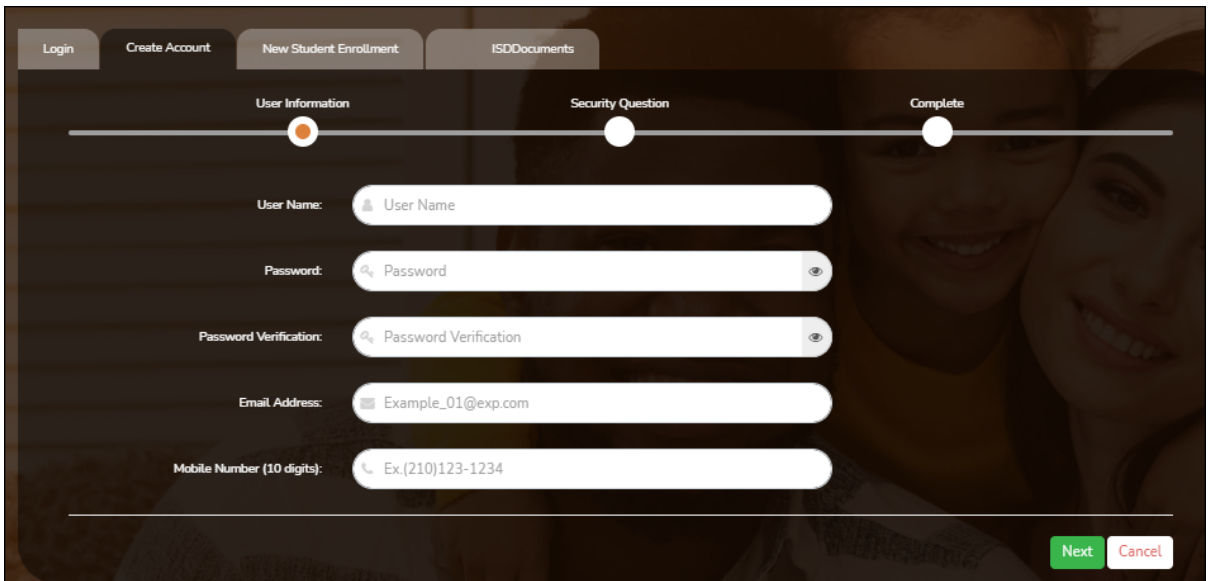 Login Create Account New Student Enrollment ISDDocuments
User Information Security Question Complete
User Name: User Name
Password: Password
Password Verification: Password Verification
Email Address: Example_01@exp.com
Mobile Number (10 digits): Ex.(210)123-1234
Next Cancel